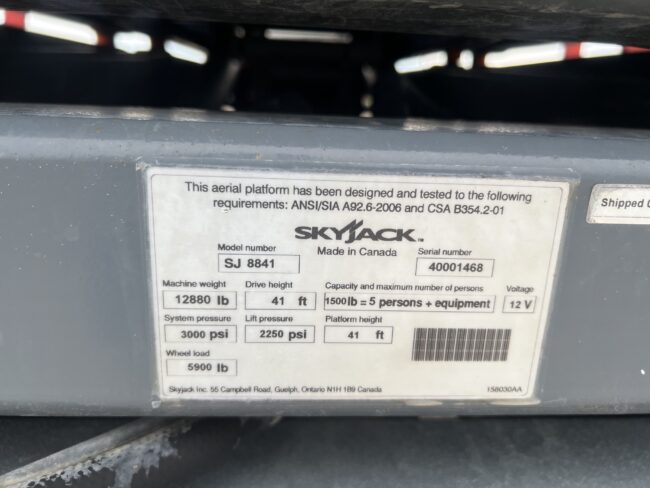 This aerial platform has been designed and tested to the following
requirements: ANSI/SIA A92.6-2006 and CSA B354.2-01
SKYJACK™
Made in Canada
Model number
SJ 8841
Serial number
40001468
Machine weight
12880 lb
Drive height
41 ft
Capacity and maximum number of persons
1500lb = 5 persons + equipment
Voltage
12 V
System pressure
3000 psi
Lift pressure
2250 psi
Platform height
41 ft
Wheel load
5900 lb
Skyjack Inc. 55 Campbell Road, Guelph, Ontario N1H 1B9 Canada
158030AA
Shipped